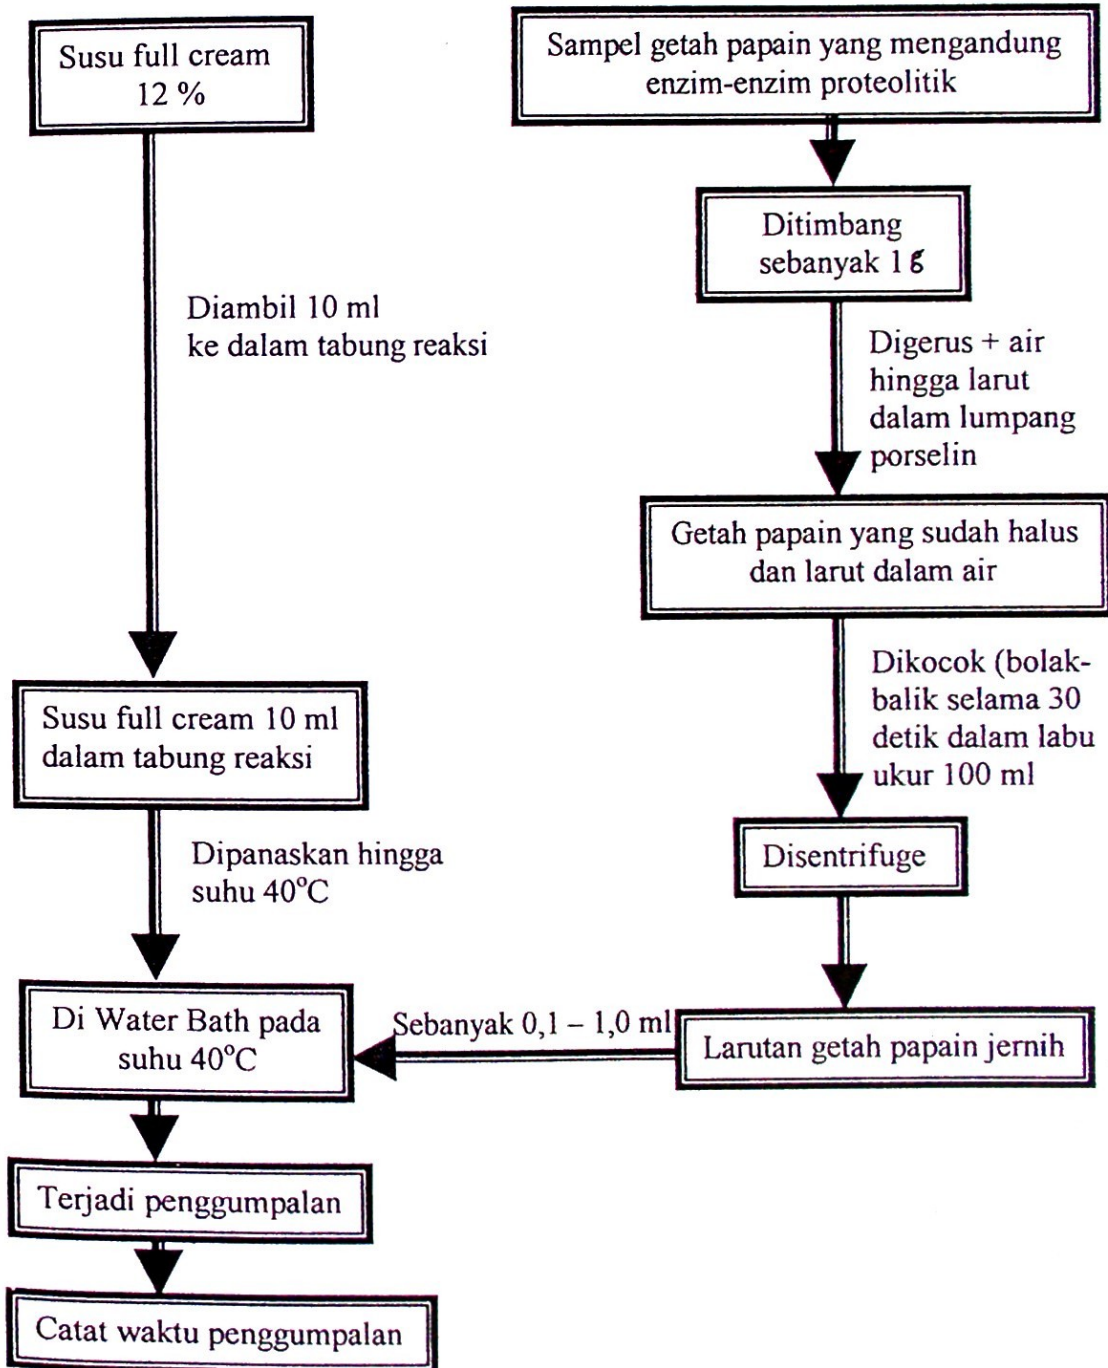 Susu full cream
12 %
Diambil 10 ml
ke dalam tabung reaksi
Susu full cream 10 ml
dalam tabung reaksi
Dipanaskan hingga
suhu 40°C
Di Water Bath pada
suhu 40°C
Terjadi penggumpalan
Catat waktu penggumpalan
Sampel getah papain yang mengandung
enzim-enzim proteolitik
Ditimbang
sebanyak 1 g
Digerus + air
hingga larut
dalam lumpang
porselin
Getah papain yang sudah halus
dan larut dalam air
Dikocok (bolak-
balik selama 30
detik dalam labu
ukur 100 ml
Disentrifuge
Larutan getah papain jernih
Sebanyak 0,1 – 1,0 ml